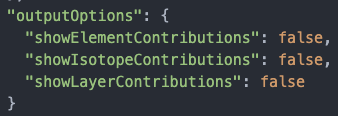 "outputOptions": {
  "showElementContributions": false,
  "showIsotopeContributions": false,
  "showLayerContributions": false
}